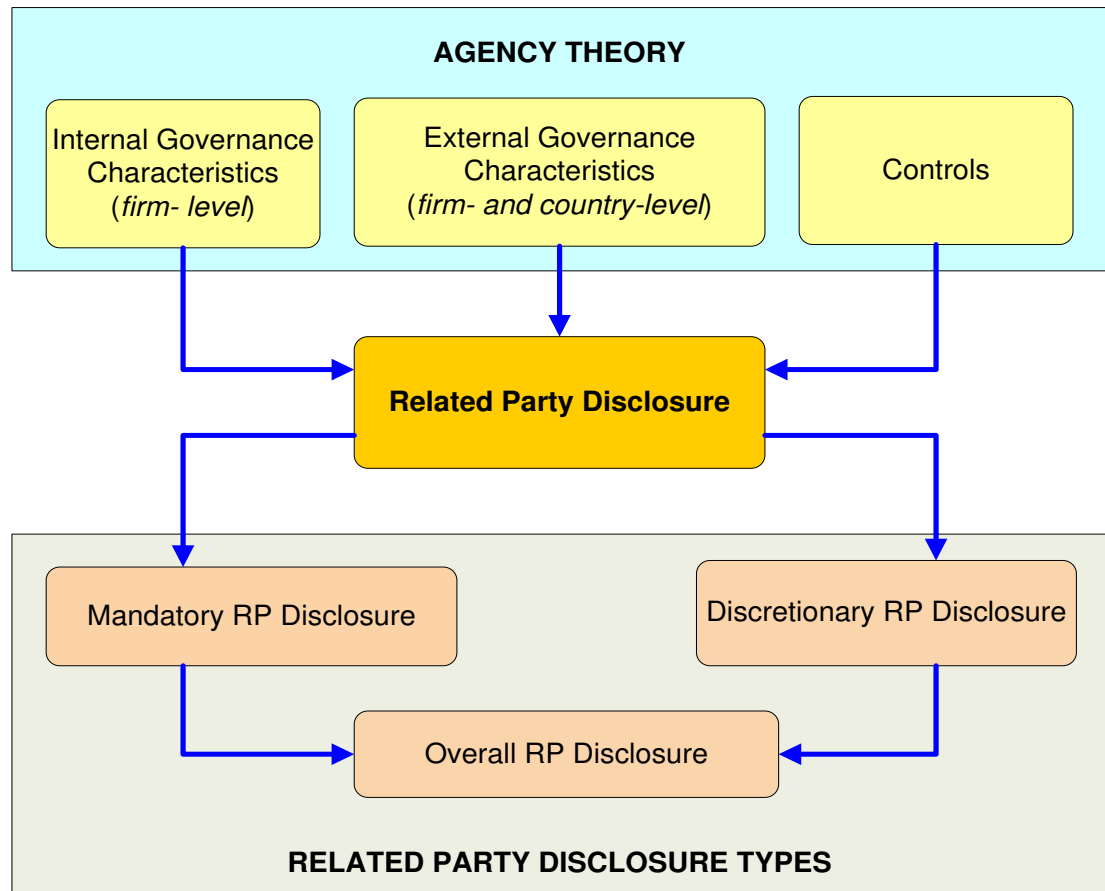 AGENCY THEORY
Internal Governance
Characteristics
(firm- level)
External Governance
Characteristics
(firm- and country-level)
Controls
Related Party Disclosure
Mandatory RP Disclosure
Discretionary RP Disclosure
Overall RP Disclosure
RELATED PARTY DISCLOSURE TYPES